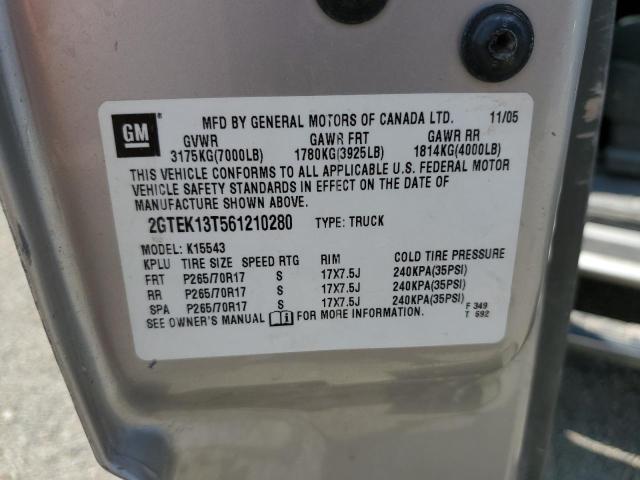 GM
MFD BY GENERAL MOTORS OF CANADA LTD. 11/05
GVWR GAWR FRT GAWR RR
3175KG(7000LB) 1780KG(3925LB) 1814KG(4000LB)
THIS VEHICLE CONFORMS TO ALL APPLICABLE U.S. FEDERAL MOTOR
VEHICLE SAFETY STANDARDS IN EFFECT ON THE DATE OF
MANUFACTURE SHOWN ABOVE.
2GTEK13T561210280 TYPE: TRUCK
MODEL: K15543
KPLU TIRE SIZE SPEED RTG RIM COLD TIRE PRESSURE
FRT P265/70R17 S 17X7.5J 240KPA(35PSI)
RR P265/70R17 S 17X7.5J 240KPA(35PSI)
SPA P265/70R17 S 17X7.5J 240KPA(35PSI)
SEE OWNER'S MANUAL FOR MORE INFORMATION.
F 349
T 692